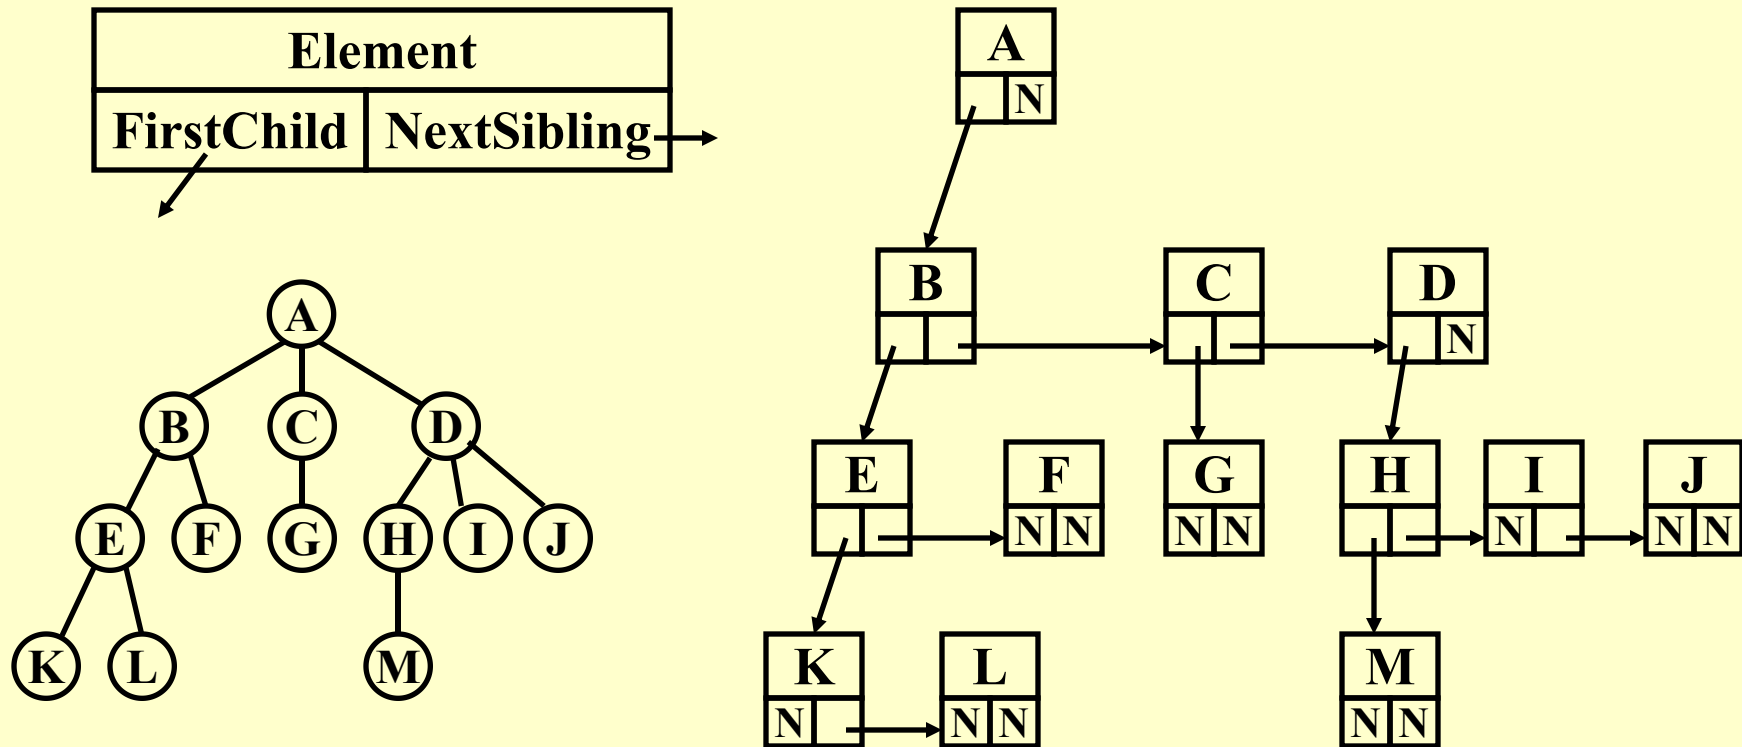 Element
FirstChild NextSibling
A
B C D
E F G H I J
K L M
A
N
B C D
N
E F G H I J
N N N N N N N
K L M
N N N N N